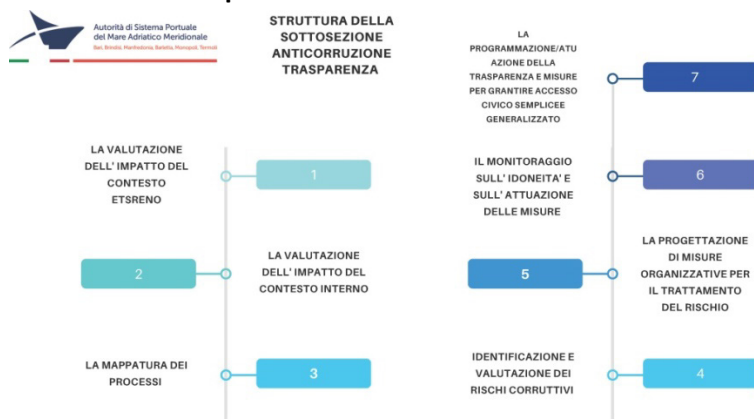 Autorità di Sistema Portuale
del Mare Adriatico Meridionale
Bari, Brindisi, Manfredonia, Barletta, Monopoli, Termoli
STRUTTURA DELLA
SOTTOSEZIONE
ANTICORRUZIONE
TRASPARENZA
LA VALUTAZIONE
DELL' IMPATTO DEL
CONTESTO
ETSRENO
1
2
LA VALUTAZIONE
DELL' IMPATTO DEL
CONTESTO INTERNO
LA MAPPATURA DEI
PROCESSI
3
LA
PROGRAMMAZIONE/ATU
AZIONE DELLA
TRASPARENZA E MISURE
PER GRANTIRE ACCESSO
CIVICO SEMPLICEE
GENERALIZZATO
7
IL MONITORAGGIO
SULL' IDONEITA' E
SULL' ATTUAZIONE
DELLE MISURE
6
5
LA PROGETTAZIONE
DI MISURE
ORGANIZZATIVE PER
IL TRATTAMENTO
DEL RISCHIO
IDENTIFICAZIONE E
VALUTAZIONE DEI
RISCHI CORRUTTIVI
4